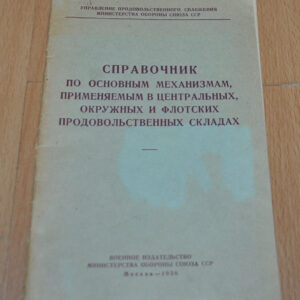 УПРАВЛЕНИЕ ПРОДОВОЛЬСТВЕННОГО СНАБЖЕНИЯ
МИНИСТЕРСТВА ОБОРОНЫ СОЮЗА ССР
СПРАВОЧНИК
ПО ОСНОВНЫМ МЕХАНИЗМАМ,
ПРИМЕНЯЕМЫМ В ЦЕНТРАЛЬНЫХ,
ОКРУЖНЫХ И ФЛОТСКИХ
ПРОДОВОЛЬСТВЕННЫХ СКЛАДАХ
ВОЕННОЕ ИЗДАТЕЛЬСТВО
МИНИСТЕРСТВА ОБОРОНЫ СОЮЗА ССР
Москва —